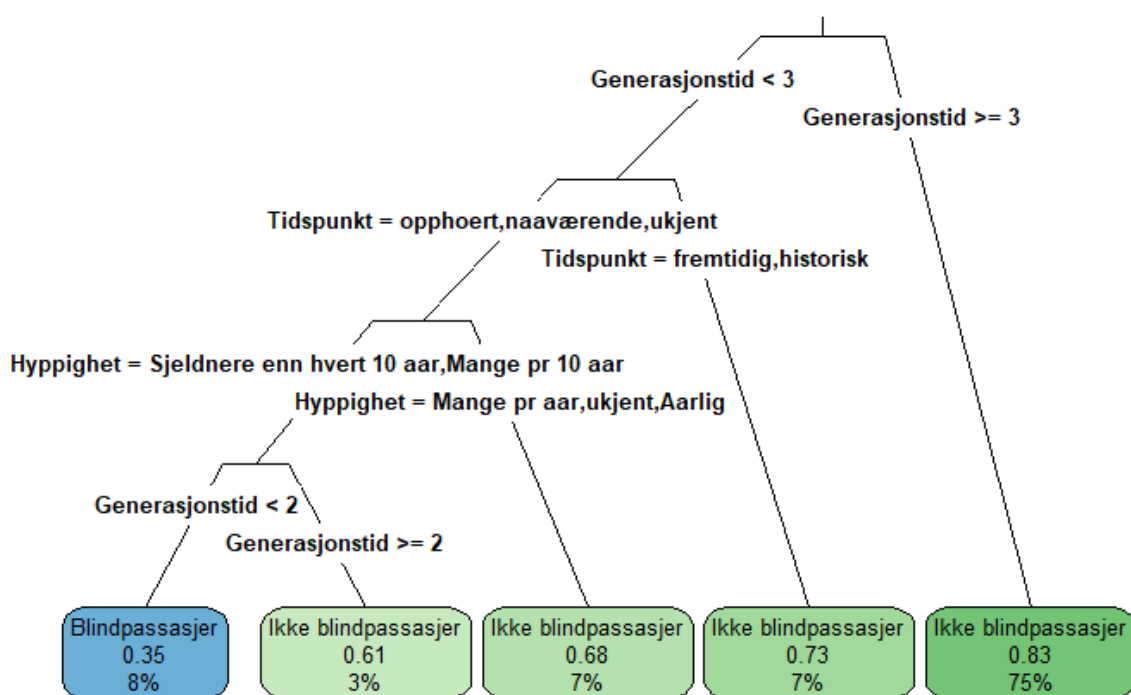 Generasjonstid < 3
Generasjonstid >= 3
Tidspunkt = opphoert,naaværende,ukjent
Tidspunkt = fremtidig,historisk
Hyppighet = Sjeldnere enn hvert 10 aar,Mange pr 10 aar
Hyppighet = Mange pr aar,ukjent,Aarlig
Generasjonstid < 2
Generasjonstid >= 2
Blindpassasjer
0.35
8%
Ikke blindpassasjer
0.61
3%
Ikke blindpassasjer
0.68
7%
Ikke blindpassasjer
0.73
7%
Ikke blindpassasjer
0.83
75%